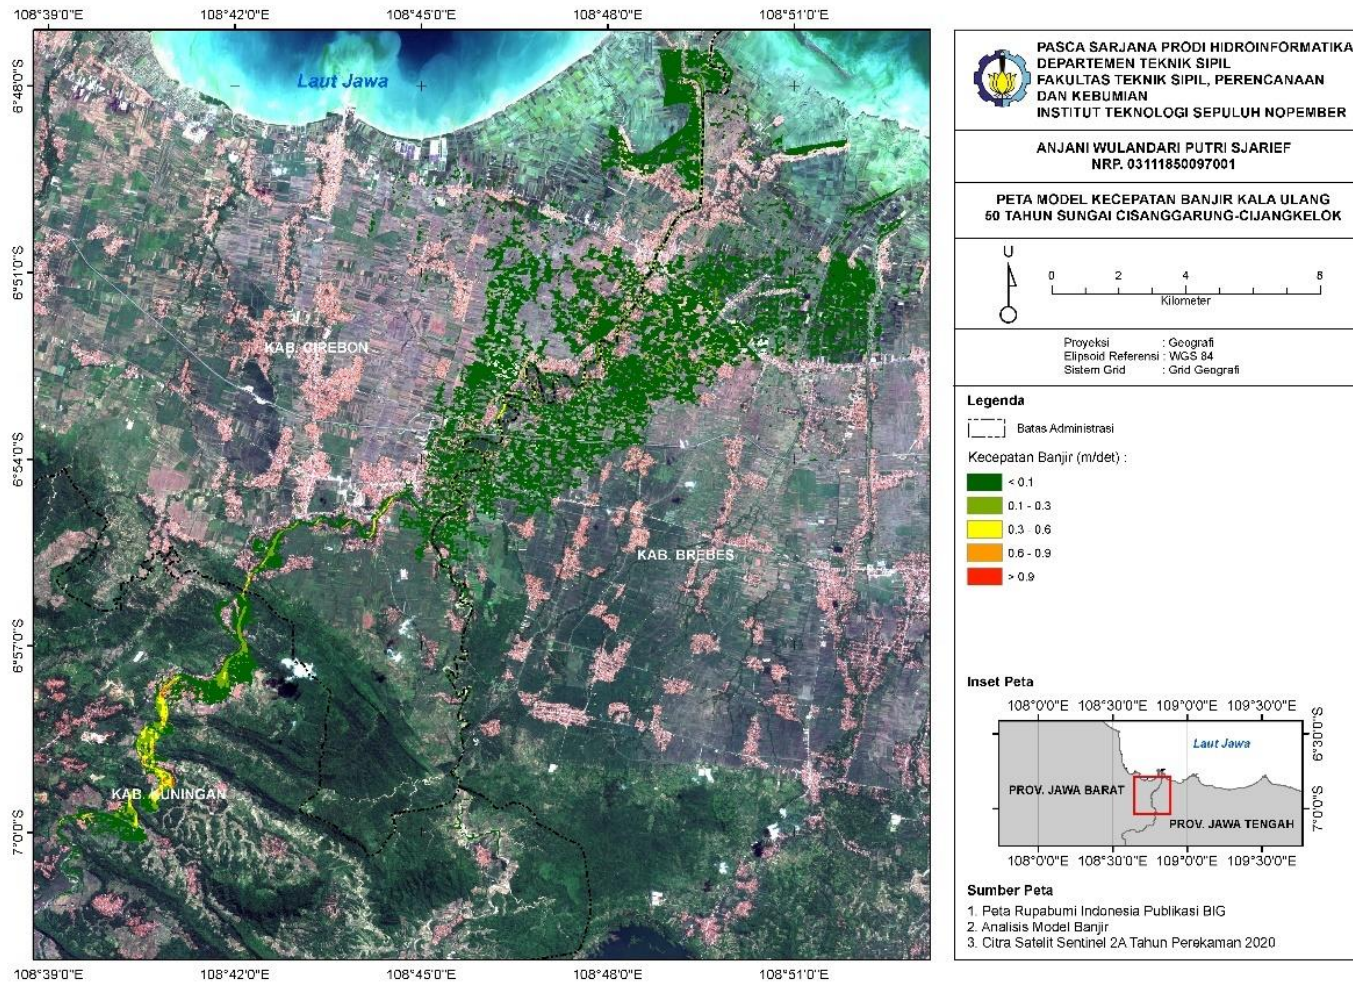 108°39'0"E
108°42'0"E
108°45'0"E
108°48'0"E
108°51'0"E
6°48'0"S
6°51'0"S
6°54'0"S
6°57'0"S
7°0'0"S
Laut Jawa
KAB. CIREBON
KAB. BREBES
KAB. KUNINGAN
108°39'0"E
108°42'0"E
108°45'0"E
108°48'0"E
108°51'0"E
PASCA SARJANA PRODI HIDROINFORMATIKA
DEPARTEMEN TEKNIK SIPIL
FAKULTAS TEKNIK SIPIL, PERENCANAAN
DAN KEBUMIAN
INSTITUT TEKNOLOGI SEPULUH NOPEMBER
ANJANI WULANDARI PUTRI SJARIEF
NRP. 03111850097001
PETA MODEL KECEPATAN BANJIR KALA ULANG
50 TAHUN SUNGAI CISANGGARUNG-CIJANGKELOK
U
0 2 4 6 8
Kilometer
Proyeksi : Geografi
Elipsoid Referensi : WGS 84
Sistem Grid : Grid Geografi
Legenda
Batas Administrasi
Kecepatan Banjir (m/det) :
< 0.1
0.1 - 0.3
0.3 - 0.6
0.6 - 0.9
> 0.9
Inset Peta
108°0'0"E 108°30'0"E 109°0'0"E 109°30'0"E
6°30'0"S
7°0'0"S
Laut Jawa
PROV. JAWA BARAT
PROV. JAWA TENGAH
108°0'0"E 108°30'0"E 109°0'0"E 109°30'0"E
Sumber Peta
1. Peta Rupabumi Indonesia Publikasi BIG
2. Analisis Model Banjir
3. Citra Satelit Sentinel 2A Tahun Perekaman 2020